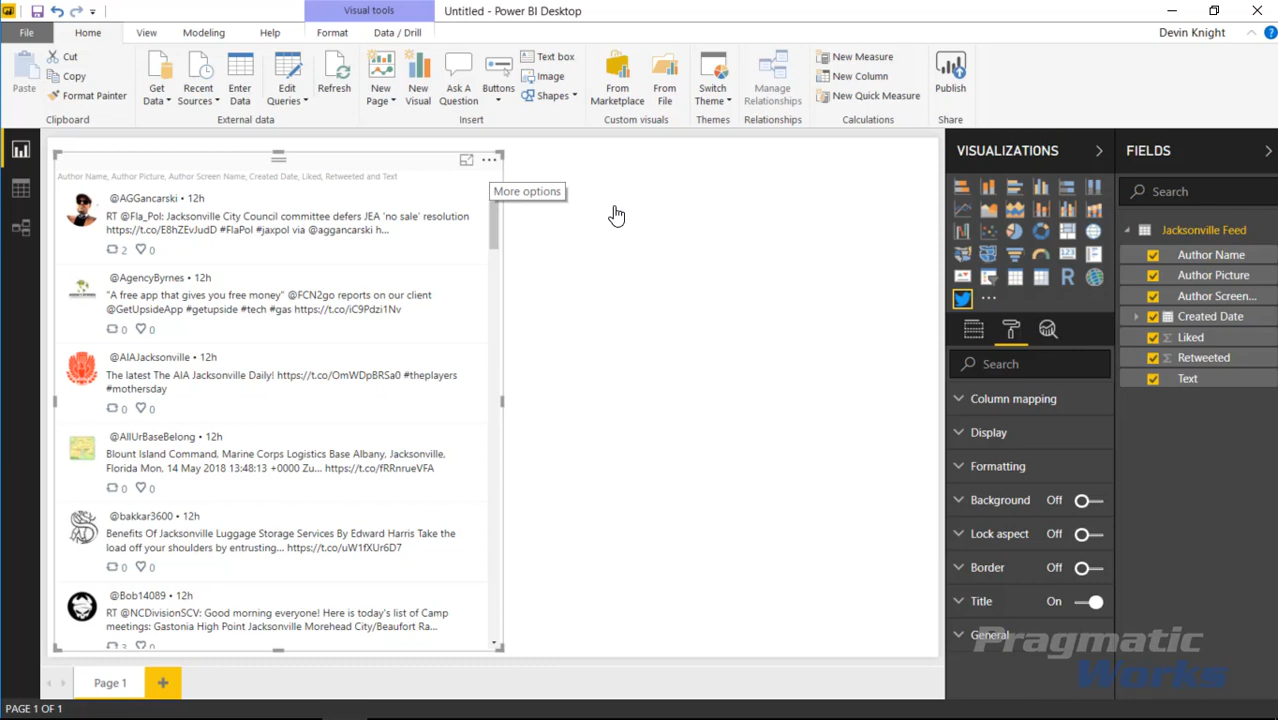 Visual tools
Untitled - Power BI Desktop
File
Home
View
Modeling
Help
Format
Data / Drill
Devin Knight
Paste
Cut
Copy
Format Painter
Clipboard
Get Data
Recent Sources
Enter Data
Edit Queries
Refresh
External data
New Page
New Visual
Ask A Question
Buttons
Text box
Image
Shapes
Insert
From Marketplace
From File
Custom visuals
Switch Theme
Themes
Manage Relationships
Relationships
New Measure
New Column
New Quick Measure
Calculations
Publish
Share
Author Name, Author Picture, Author Screen Name, Created Date, Liked, Retweeted and Text
More options
@AGGancarski • 12h
RT @Fla_Pol: Jacksonville City Council committee defers JEA 'no sale' resolution
https://t.co/E8hZEvJudD #FlaPol #jaxpol via @aggancarski h...
2 0
@AgencyByrnes • 12h
"A free app that gives you free money" @FCN2go reports on our client
@GetUpsideApp #getupside #tech #gas https://t.co/iC9Pdzi1Nv
0 0
@AIAJacksonville • 12h
The latest The AIA Jacksonville Daily! https://t.co/OmWDpBRSa0 #theplayers
#mothersday
0 0
@AllUrBaseBelong • 12h
Blount Island Command, Marine Corps Logistics Base Albany, Jacksonville,
Florida Mon, 14 May 2018 13:48:13 +0000 Zu... https://t.co/fRRnrueVFA
0 0
@bakkar3600 • 12h
Benefits Of Jacksonville Luggage Storage Services By Edward Harris Take the
load off your shoulders by entrusting... https://t.co/uW1fXUr6D7
0 0
@Bob14089 • 12h
RT @NCDivisionSCV: Good morning everyone! Here is today's list of Camp
meetings: Gastonia High Point Jacksonville Morehead City/Beaufort Ra...
3 0
VISUALIZATIONS
R
Search
Column mapping
Display
Formatting
Background Off
Lock aspect Off
Border Off
Title On
General
FIELDS
Search
Jacksonville Feed
Author Name
Author Picture
Author Screen...
Created Date
Liked
Retweeted
Text
Pragmatic
Works
Page 1
PAGE 1 OF 1